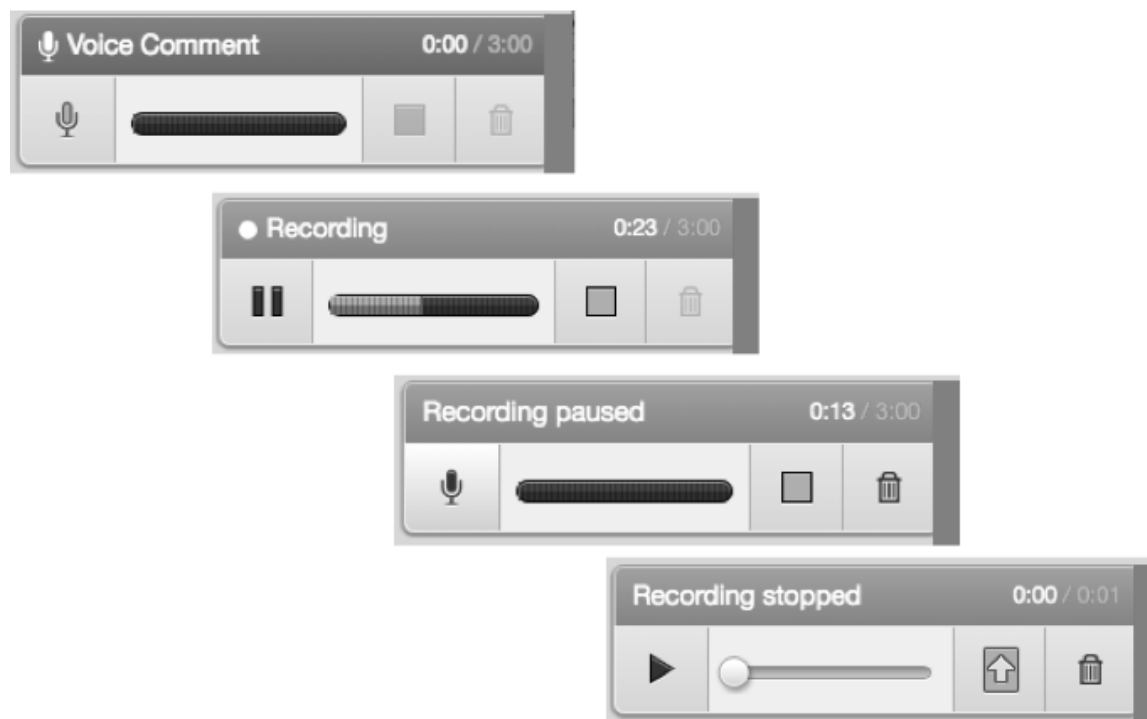 Voice Comment 0:00 / 3:00
Recording 0:23 / 3:00
Recording paused 0:13 / 3:00
Recording stopped 0:00 / 0:01